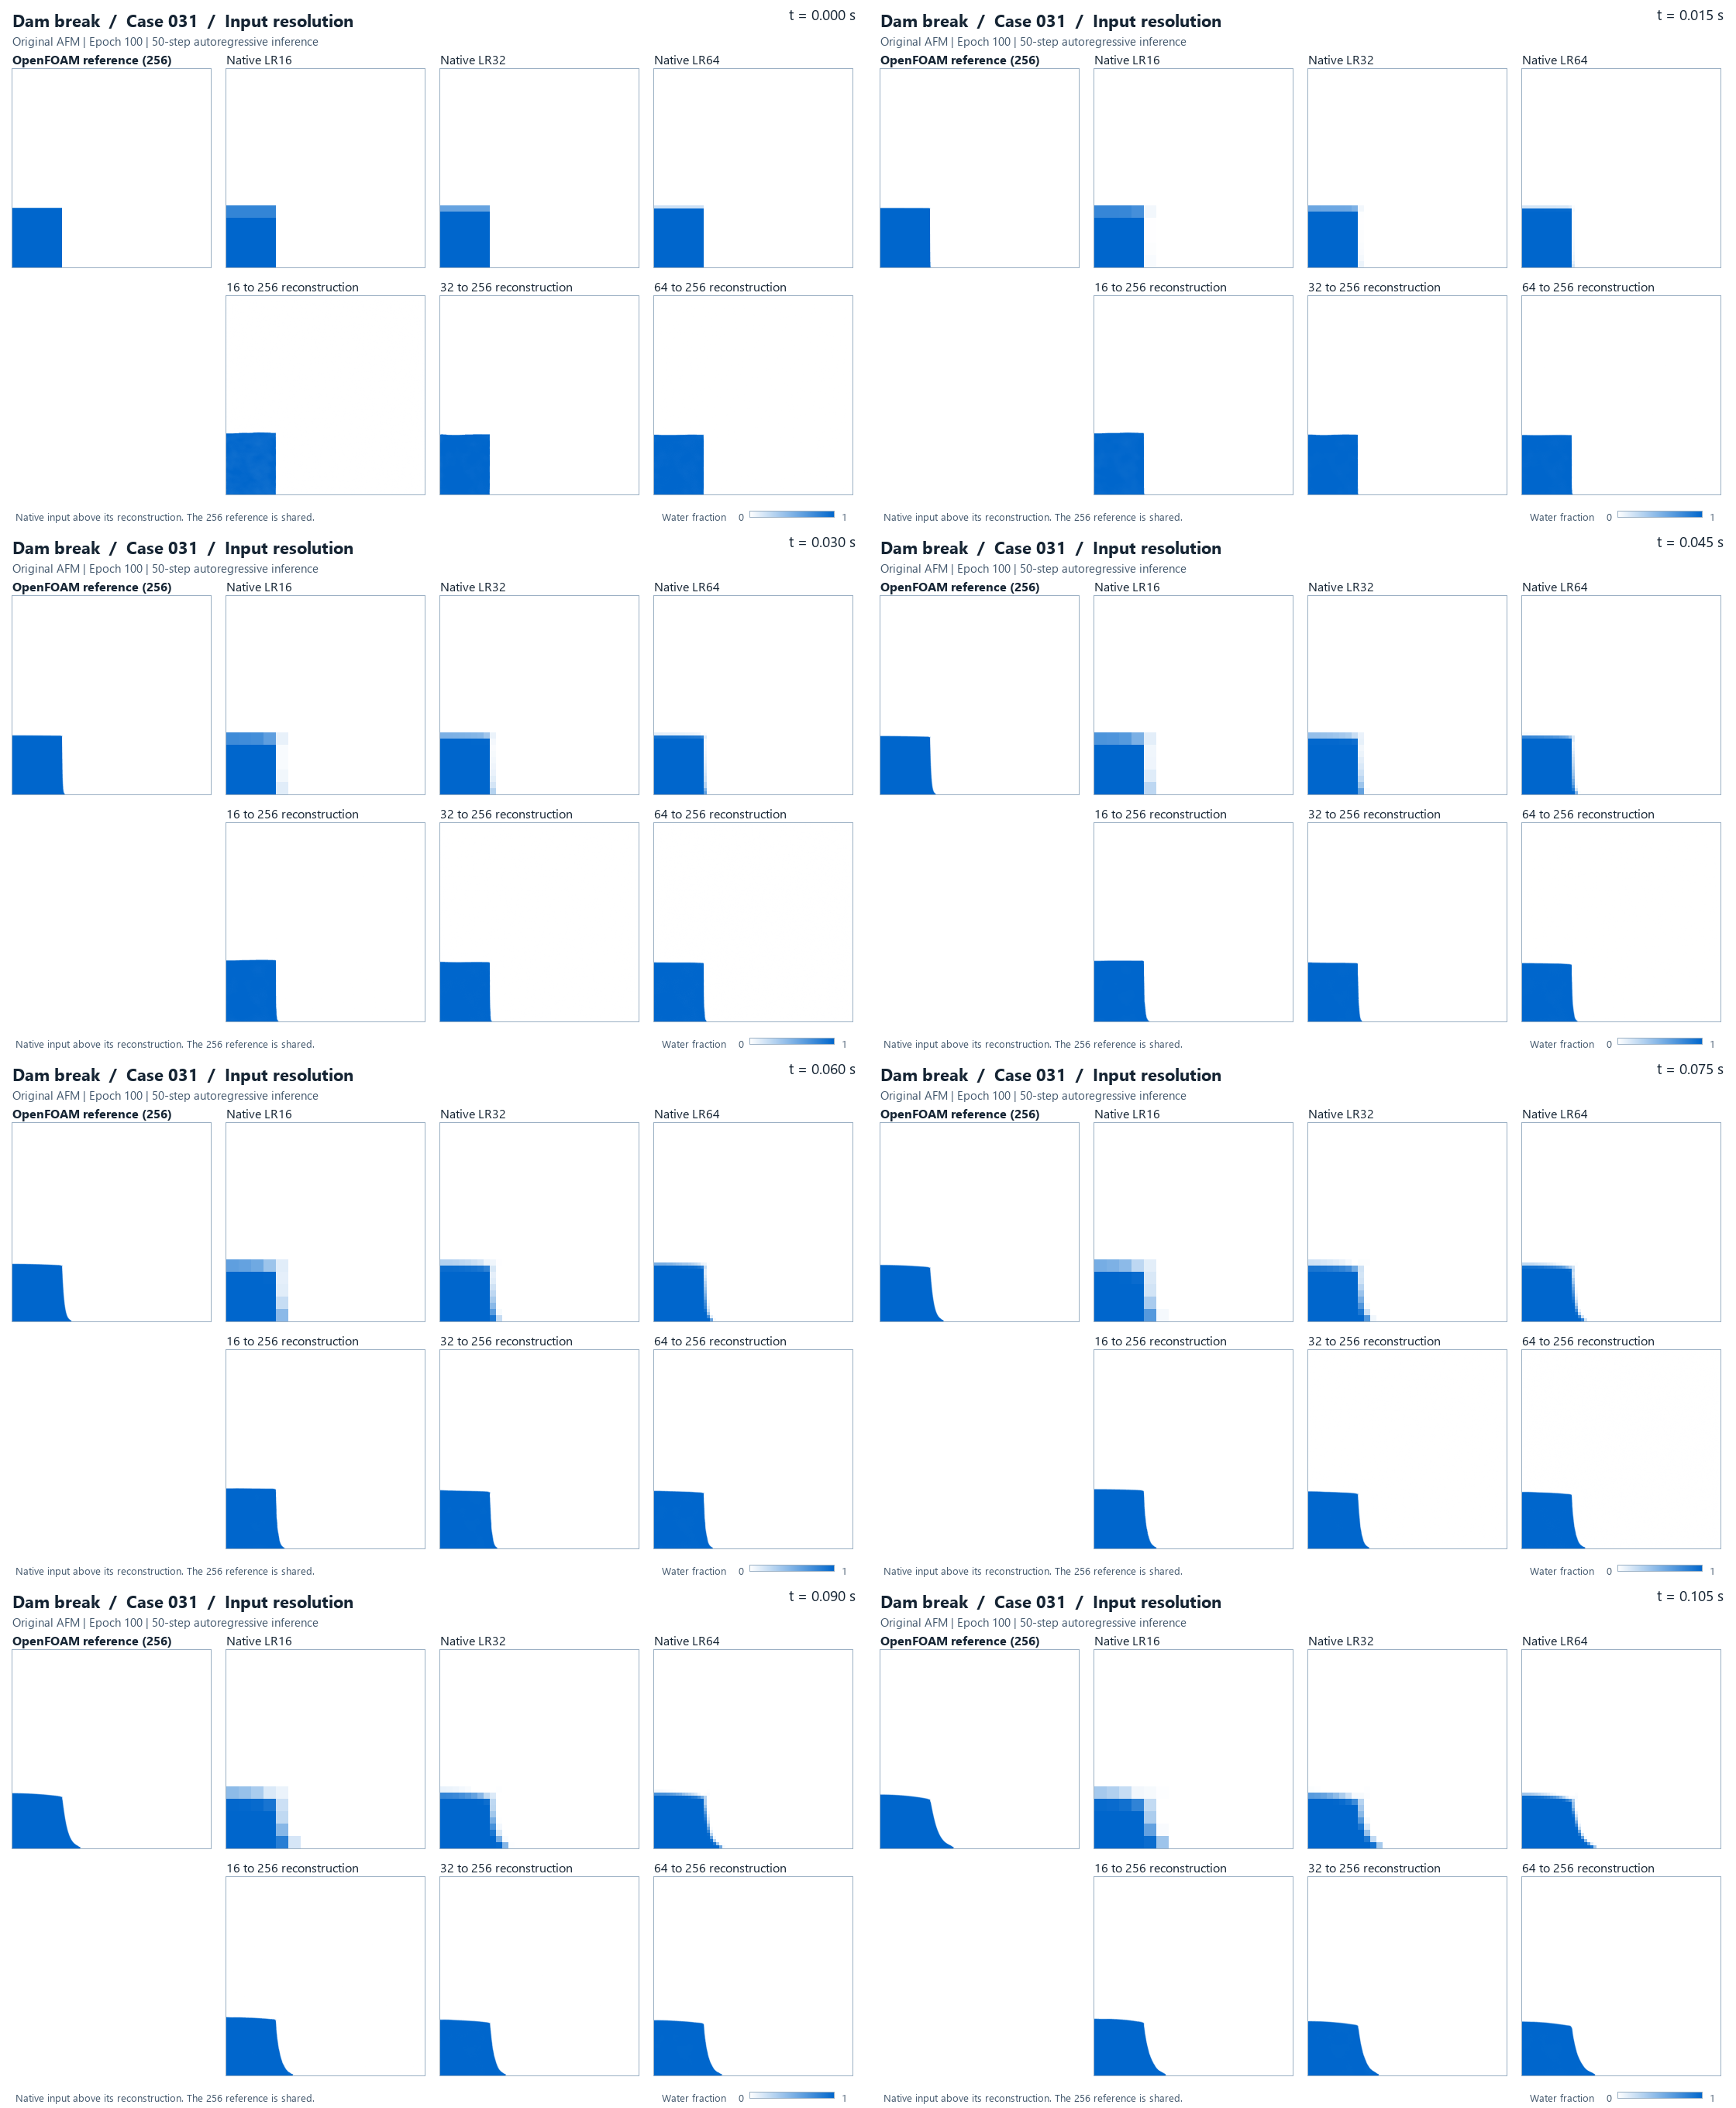 Dam break / Case 031 / Input resolution
t = 0.000 s
Original AFM | Epoch 100 | 50-step autoregressive inference
OpenFOAM reference (256)
Native LR16
Native LR32
Native LR64
16 to 256 reconstruction
32 to 256 reconstruction
64 to 256 reconstruction
Native input above its reconstruction. The 256 reference is shared.
Water fraction 0 1
Dam break / Case 031 / Input resolution
t = 0.015 s
Original AFM | Epoch 100 | 50-step autoregressive inference
OpenFOAM reference (256)
Native LR16
Native LR32
Native LR64
16 to 256 reconstruction
32 to 256 reconstruction
64 to 256 reconstruction
Native input above its reconstruction. The 256 reference is shared.
Water fraction 0 1
Dam break / Case 031 / Input resolution
t = 0.030 s
Original AFM | Epoch 100 | 50-step autoregressive inference
OpenFOAM reference (256)
Native LR16
Native LR32
Native LR64
16 to 256 reconstruction
32 to 256 reconstruction
64 to 256 reconstruction
Native input above its reconstruction. The 256 reference is shared.
Water fraction 0 1
Dam break / Case 031 / Input resolution
t = 0.045 s
Original AFM | Epoch 100 | 50-step autoregressive inference
OpenFOAM reference (256)
Native LR16
Native LR32
Native LR64
16 to 256 reconstruction
32 to 256 reconstruction
64 to 256 reconstruction
Native input above its reconstruction. The 256 reference is shared.
Water fraction 0 1
Dam break / Case 031 / Input resolution
t = 0.060 s
Original AFM | Epoch 100 | 50-step autoregressive inference
OpenFOAM reference (256)
Native LR16
Native LR32
Native LR64
16 to 256 reconstruction
32 to 256 reconstruction
64 to 256 reconstruction
Native input above its reconstruction. The 256 reference is shared.
Water fraction 0 1
Dam break / Case 031 / Input resolution
t = 0.075 s
Original AFM | Epoch 100 | 50-step autoregressive inference
OpenFOAM reference (256)
Native LR16
Native LR32
Native LR64
16 to 256 reconstruction
32 to 256 reconstruction
64 to 256 reconstruction
Native input above its reconstruction. The 256 reference is shared.
Water fraction 0 1
Dam break / Case 031 / Input resolution
t = 0.090 s
Original AFM | Epoch 100 | 50-step autoregressive inference
OpenFOAM reference (256)
Native LR16
Native LR32
Native LR64
16 to 256 reconstruction
32 to 256 reconstruction
64 to 256 reconstruction
Native input above its reconstruction. The 256 reference is shared.
Water fraction 0 1
Dam break / Case 031 / Input resolution
t = 0.105 s
Original AFM | Epoch 100 | 50-step autoregressive inference
OpenFOAM reference (256)
Native LR16
Native LR32
Native LR64
16 to 256 reconstruction
32 to 256 reconstruction
64 to 256 reconstruction
Native input above its reconstruction. The 256 reference is shared.
Water fraction 0 1